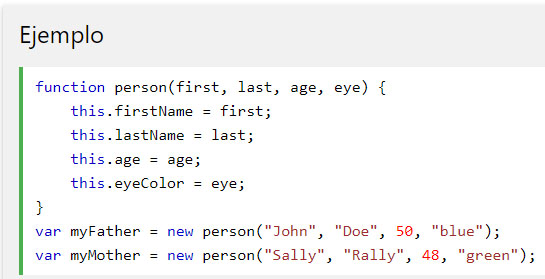 Ejemplo
function person(first, last, age, eye) {
    this.firstName = first;
    this.lastName = last;
    this.age = age;
    this.eyeColor = eye;
}
var myFather = new person("John", "Doe", 50, "blue");
var myMother = new person("Sally", "Rally", 48, "green");